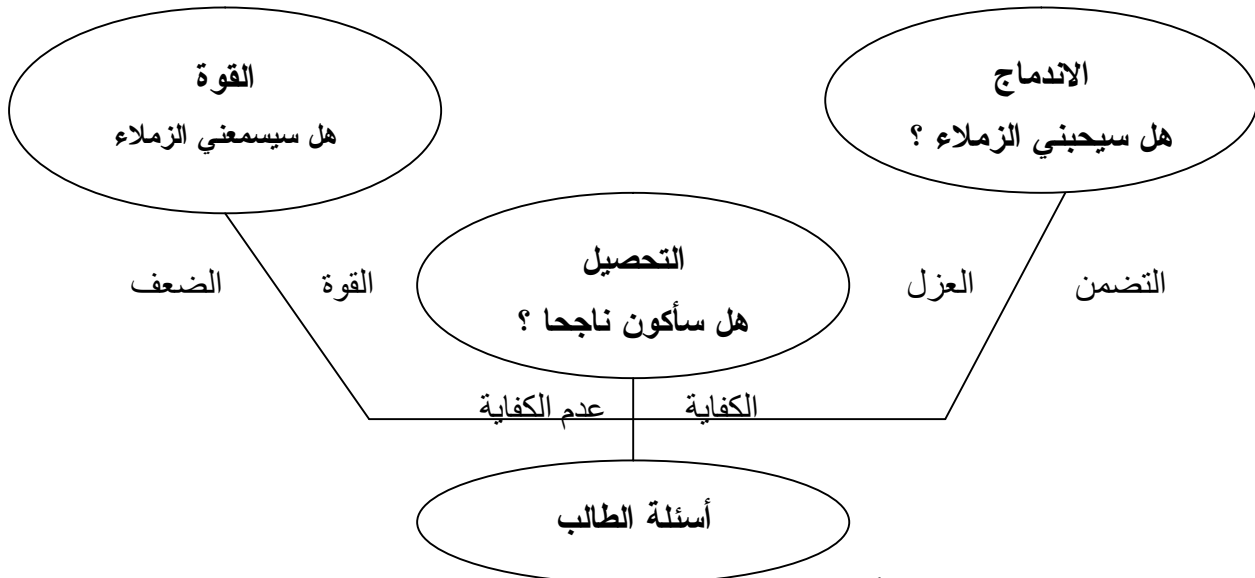 الاندماج
هل سيحبني الزملاء ؟
القوة
هل سيسمعني الزملاء
التحصيل
هل سأكون ناجحا ؟
التضمن
العزل
القوة
الضعف
الكفاية
عدم الكفاية
أسئلة الطالب